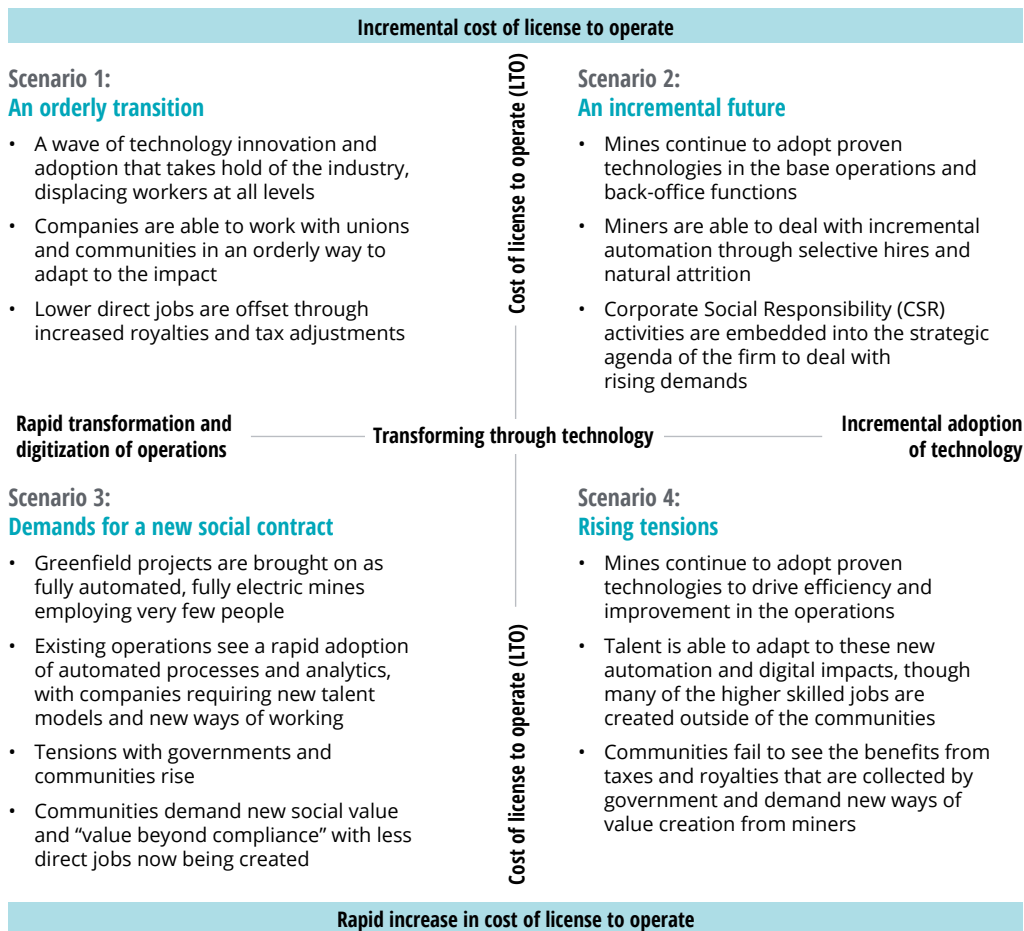 Incremental cost of license to operate
Scenario 1:
An orderly transition
• A wave of technology innovation and
adoption that takes hold of the industry,
displacing workers at all levels
• Companies are able to work with unions
and communities in an orderly way to
adapt to the impact
• Lower direct jobs are offset through
increased royalties and tax adjustments
Cost of license to operate (LTO)
Scenario 2:
An incremental future
• Mines continue to adopt proven
technologies in the base operations and
back-office functions
• Miners are able to deal with incremental
automation through selective hires and
natural attrition
• Corporate Social Responsibility (CSR)
activities are embedded into the strategic
agenda of the firm to deal with
rising demands
Rapid transformation and
digitization of operations
Transforming through technology
Incremental adoption
of technology
Scenario 3:
Demands for a new social contract
• Greenfield projects are brought on as
fully automated, fully electric mines
employing very few people
• Existing operations see a rapid adoption
of automated processes and analytics,
with companies requiring new talent
models and new ways of working
• Tensions with governments and
communities rise
• Communities demand new social value
and “value beyond compliance” with less
direct jobs now being created
Cost of license to operate (LTO)
Scenario 4:
Rising tensions
• Mines continue to adopt proven
technologies to drive efficiency and
improvement in the operations
• Talent is able to adapt to these new
automation and digital impacts, though
many of the higher skilled jobs are
created outside of the communities
• Communities fail to see the benefits from
taxes and royalties that are collected by
government and demand new ways of
value creation from miners
Rapid increase in cost of license to operate